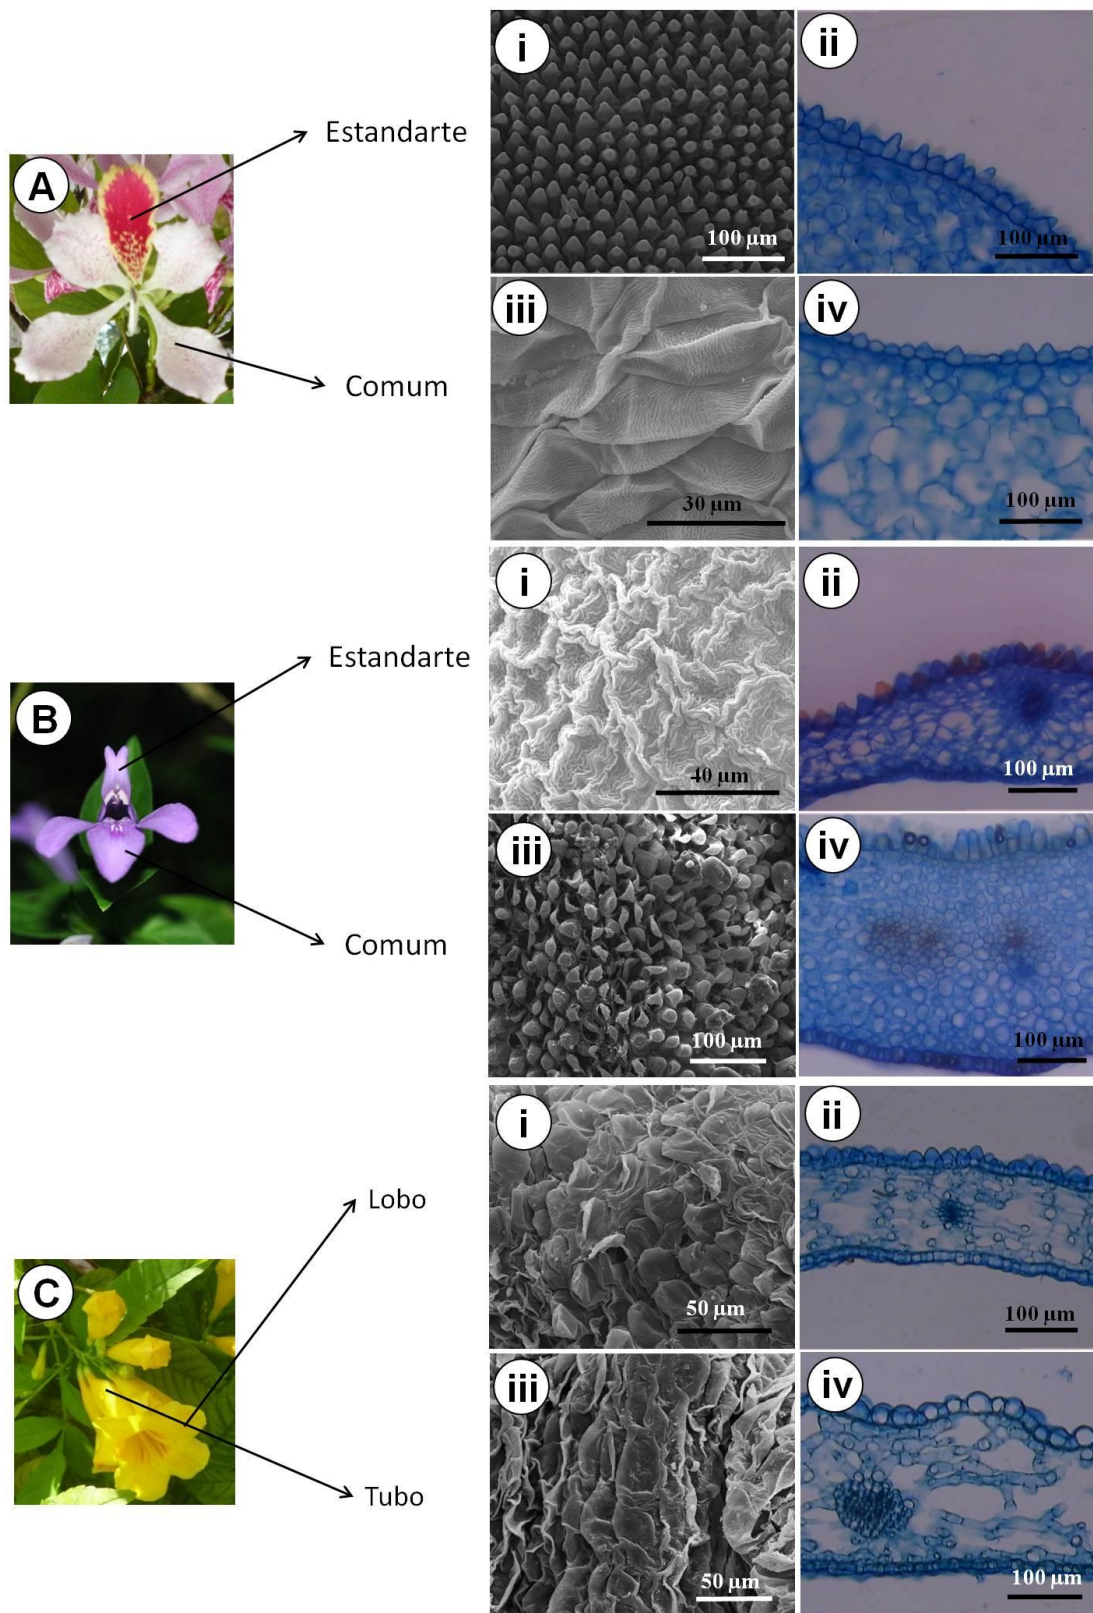 A
Estandarte
Comum
i
100 µm
ii
100 µm
iii
30 µm
iv
100 µm
B
Estandarte
Comum
i
40 µm
ii
100 µm
iii
100 µm
iv
100 µm
C
Lobo
Tubo
i
50 µm
ii
100 µm
iii
50 µm
iv
100 µm